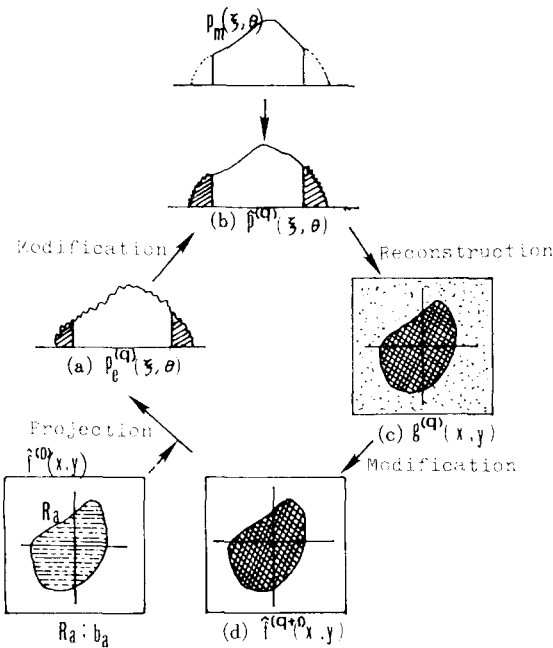 p_m(ξ,θ)
(b) p̂^(q)(ξ,θ)
Modification
Reconstruction
(a) p_e^(q)(ξ,θ)
(c) g^(q)(x,y)
Projection
Modification
f̂^(0)(x,y)
R_a
R_a : b_a
(d) f̂^(q+1)(x,y)